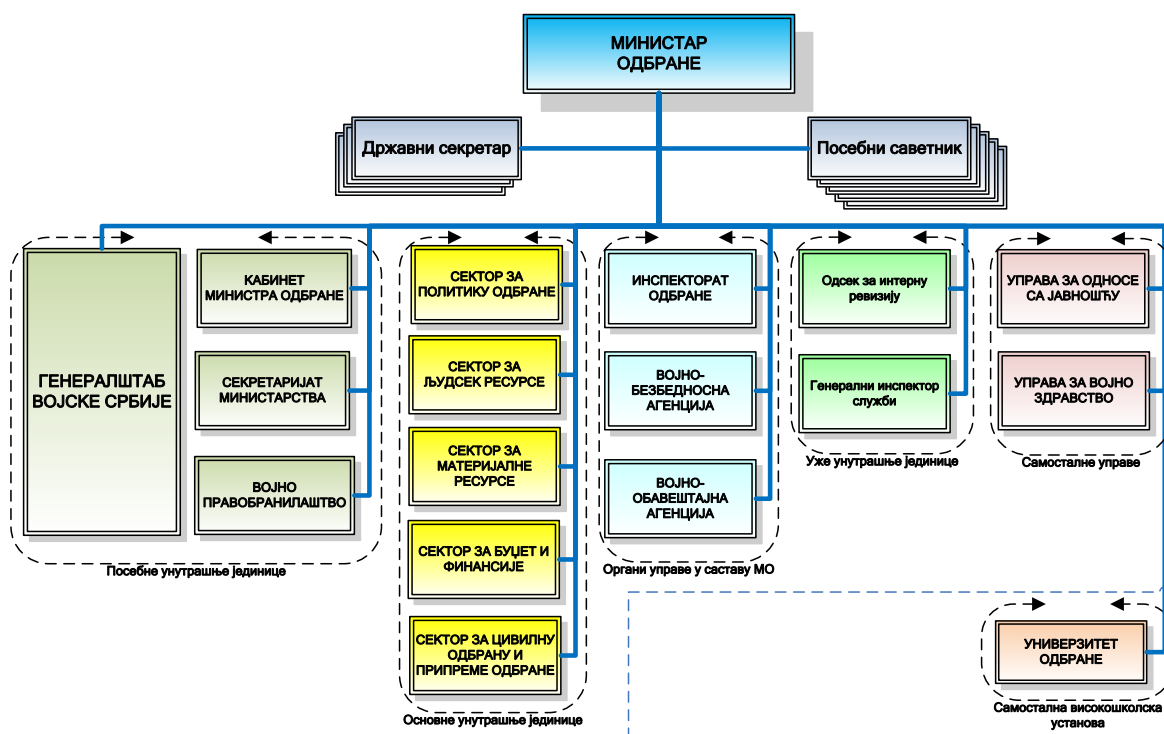 МИНИСТАР
ОДБРАНЕ
Државни секретар
Посебни саветник
ГЕНЕРАЛШТАБ
ВОЈСКЕ СРБИЈЕ
КАБИНЕТ
МИНИСТРА ОДБРАНЕ
СЕКРЕТАРИЈАТ
МИНИСТАРСТВА
ВОЈНО
ПРАВОБРАНИЛАШТВО
Посебне унутрашње јединице
СЕКТОР ЗА
ПОЛИТИКУ ОДБРАНЕ
СЕКТОР ЗА
ЉУДСЕК РЕСУРСЕ
СЕКТОР ЗА
МАТЕРИЈАЛНЕ
РЕСУРСЕ
СЕКТОР ЗА БУЏЕТ И
ФИНАНСИЈЕ
СЕКТОР ЗА ЦИВИЛНУ
ОДБРАНУ И
ПРИПРЕМЕ ОДБРАНЕ
Основне унутрашње јединице
ИНСПЕКТОРАТ
ОДБРАНЕ
ВОЈНО-
БЕЗБЕДНОСНА
АГЕНЦИЈА
ВОЈНО-
ОБАВЕШТАЈНА
АГЕНЦИЈА
Органи управе у саставу МО
Одсек за интерну
ревизију
Генерални инспектор
служби
Уже унутрашње јединице
УПРАВА ЗА ОДНОСЕ
СА ЈАВНОШЋУ
УПРАВА ЗА ВОЈНО
ЗДРАВСТВО
Самосталне управе
УНИВЕРЗИТЕТ
ОДБРАНЕ
Самостална високошколска
установа